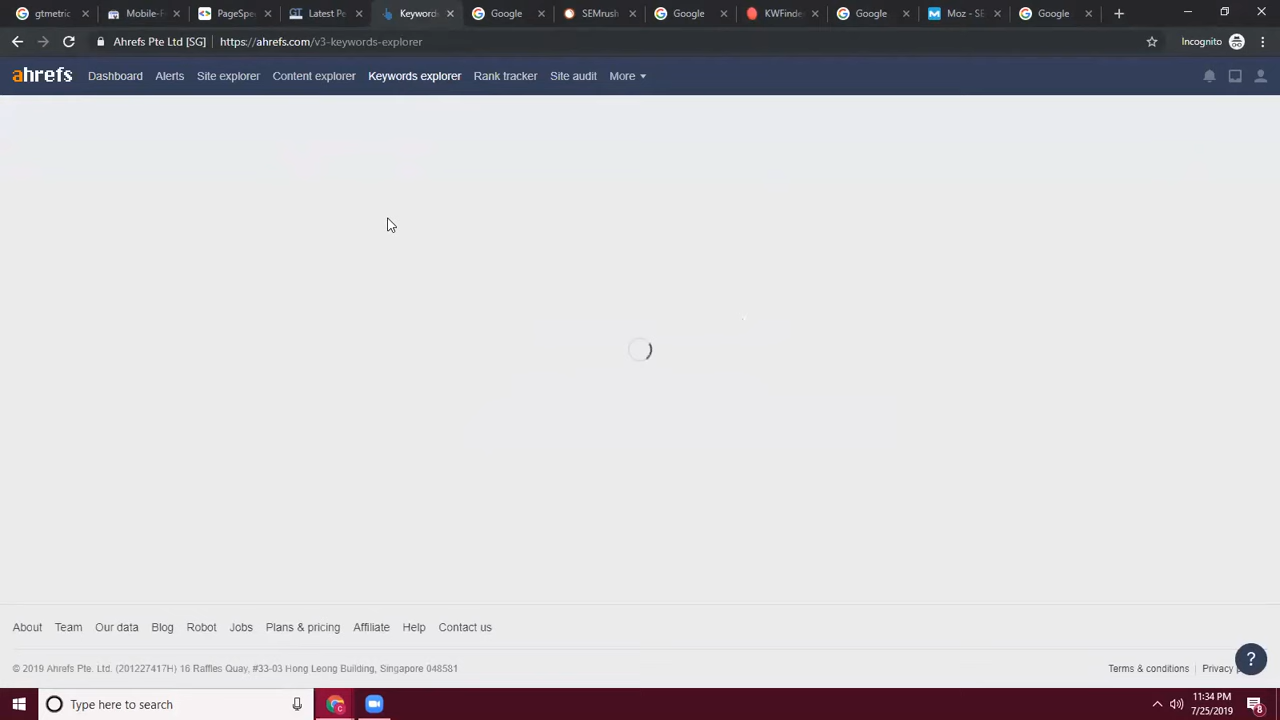 gtmetric
Mobile-F
PageSpe
Latest Pe
Keyword
Google
SEMrush
Google
KWFinde
Google
Moz - SE
Google
Ahrefs Pte Ltd [SG]
https://ahrefs.com/v3-keywords-explorer
Incognito
ahrefs
Dashboard
Alerts
Site explorer
Content explorer
Keywords explorer
Rank tracker
Site audit
More
About
Team
Our data
Blog
Robot
Jobs
Plans & pricing
Affiliate
Help
Contact us
© 2019 Ahrefs Pte. Ltd. (201227417H) 16 Raffles Quay, #33-03 Hong Leong Building, Singapore 048581
Terms & conditions
Privacy
?
Type here to search
11:34 PM
7/25/2019
8